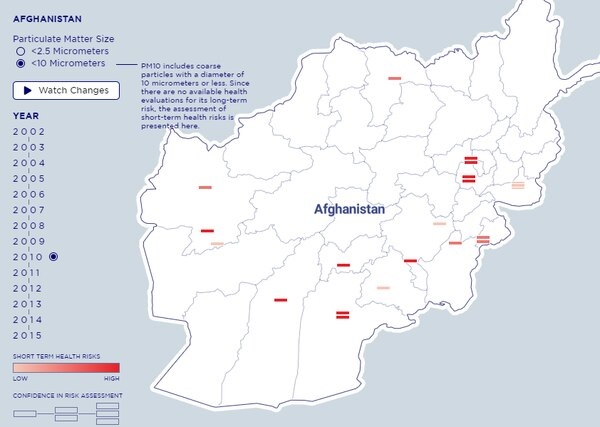 AFGHANISTAN
Particulate Matter Size
<2.5 Micrometers
<10 Micrometers
PM10 includes coarse
particles with a diameter of
10 micrometers or less. Since
there are no available health
evaluations for its long-term
risk, the assessment of
short-term health risks is
presented here.
Watch Changes
YEAR
2002
2003
2004
2005
2006
2007
2008
2009
2010
2011
2012
2013
2014
2015
Afghanistan
SHORT TERM HEALTH RISKS
LOW HIGH
CONFIDENCE IN RISK ASSESSMENT